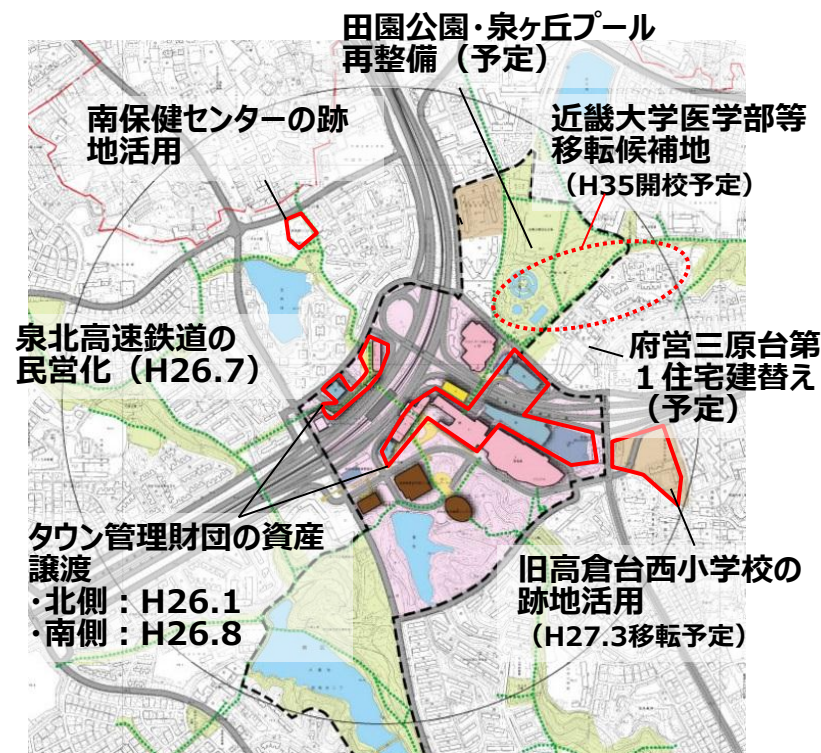 田園公園・泉ヶ丘プール
再整備（予定）
南保健センターの跡
地活用
近畿大学医学部等
移転候補地
（H35開校予定）
泉北高速鉄道の
民営化（H26.7）
府営三原台第
１住宅建替え
（予定）
タウン管理財団の資産
譲渡
・北側：H26.1
・南側：H26.8
旧高倉台西小学校の
跡地活用
（H27.3移転予定）